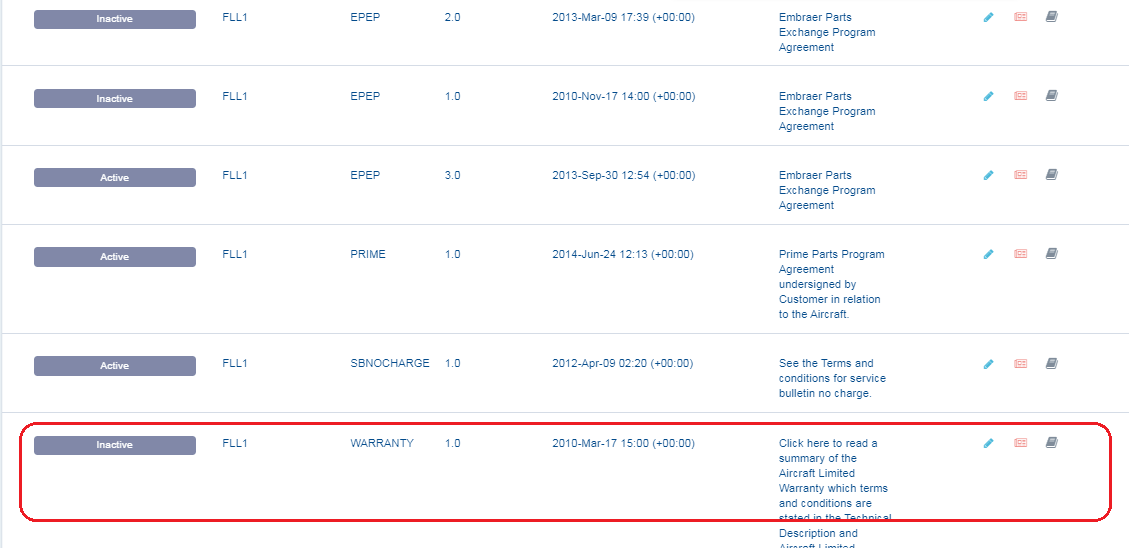 Inactive FLL1 EPEP 2.0 2013-Mar-09 17:39 (+00:00) Embraer Parts
Exchange Program
Agreement
Inactive FLL1 EPEP 1.0 2010-Nov-17 14:00 (+00:00) Embraer Parts
Exchange Program
Agreement
Active FLL1 EPEP 3.0 2013-Sep-30 12:54 (+00:00) Embraer Parts
Exchange Program
Agreement
Active FLL1 PRIME 1.0 2014-Jun-24 12:13 (+00:00) Prime Parts Program
Agreement
undersigned by
Customer in relation
to the Aircraft.
Active FLL1 SBNOCHARGE 1.0 2012-Apr-09 02:20 (+00:00) See the Terms and
conditions for service
bulletin no charge.
Inactive FLL1 WARRANTY 1.0 2010-Mar-17 15:00 (+00:00) Click here to read a
summary of the
Aircraft Limited
Warranty which terms
and conditions are
stated in the Technical
Description and
Aircraft Limited